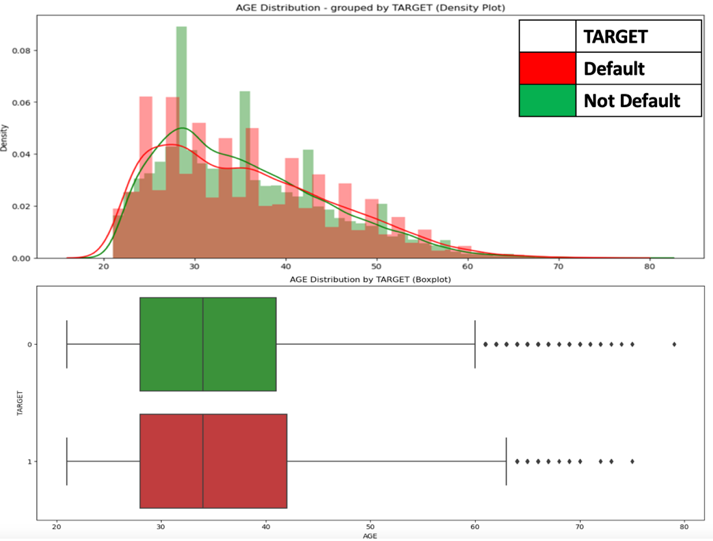 AGE Distribution - grouped by TARGET (Density Plot)
TARGET
Default
Not Default
Density
0.08
0.06
0.04
0.02
0.00
20 30 40 50 60 70 80
AGE Distribution by TARGET (Boxplot)
TARGET
0
1
20 30 40 50 60 70 80
AGE